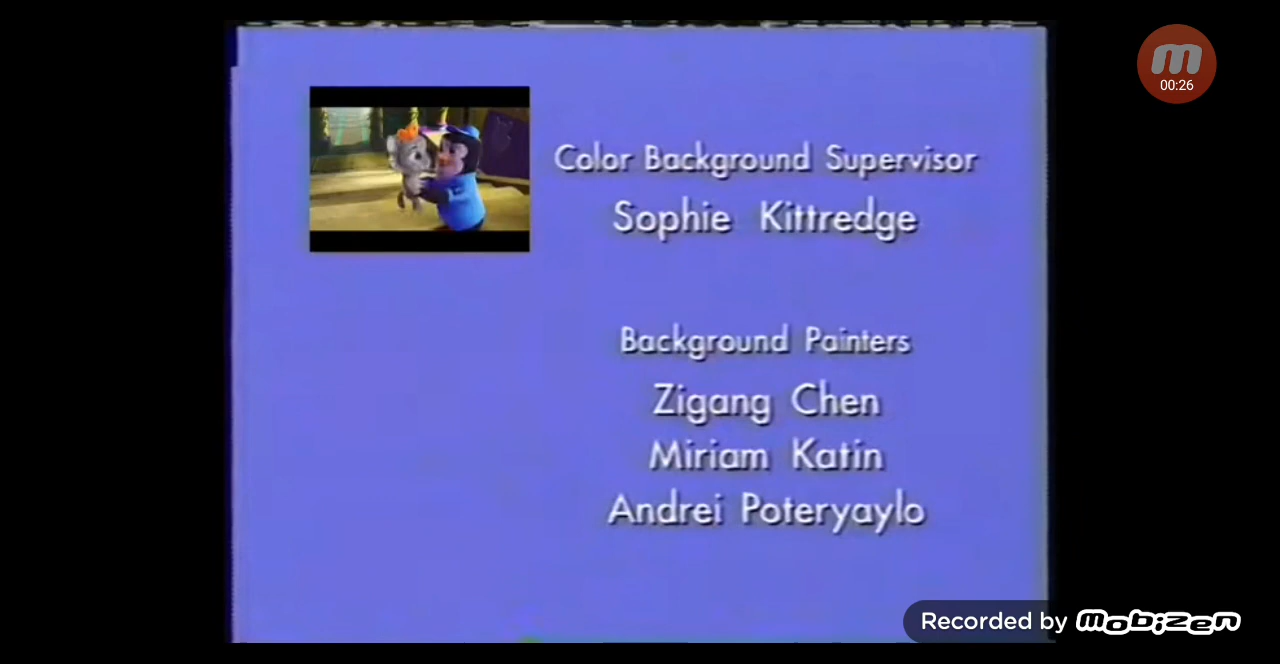 m
00:26
Color Background Supervisor
Sophie Kittredge
Background Painters
Zigang Chen
Miriam Katin
Andrei Poteryaylo
Recorded by mobizen